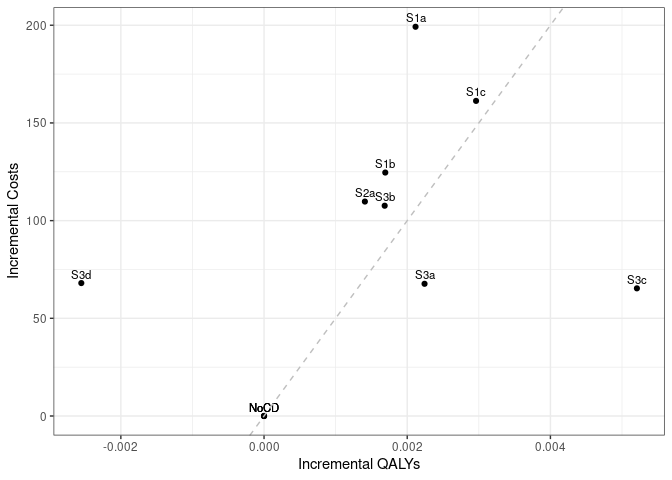 200
150
100
50
0
Incremental Costs
S1a
S1c
S1b
S2a
S3b
S3d
S3a
S3c
NoCD
-0.002
0.000
0.002
0.004
Incremental QALYs